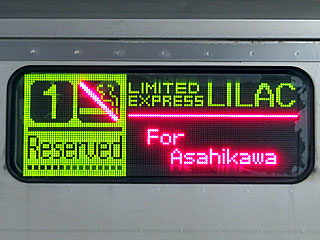 1
LIMITED
EXPRESS LILAC
Reserved
For
Asahikawa